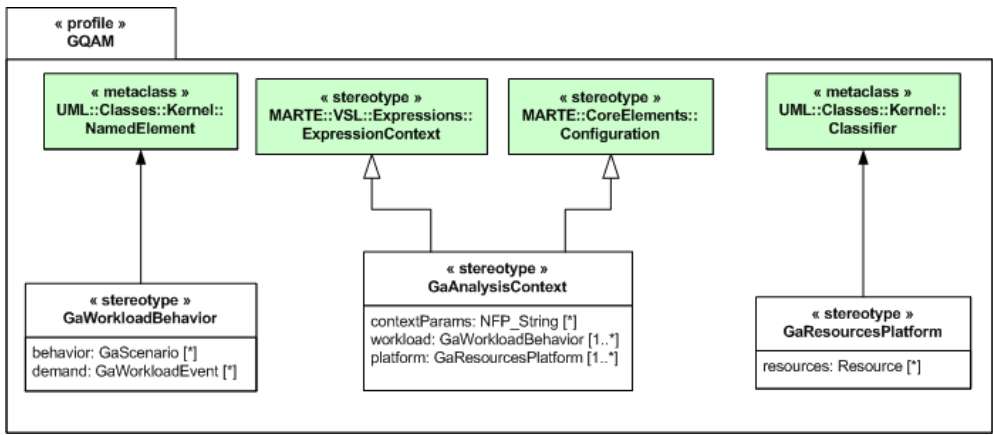 « profile »
GQAM
« metaclass »
UML::Classes::Kernel::
NamedElement
« stereotype »
MARTE::VSL::Expressions::
ExpressionContext
« stereotype »
MARTE::CoreElements::
Configuration
« metaclass »
UML::Classes::Kernel::
Classifier
« stereotype »
GaWorkloadBehavior
behavior: GaScenario [*]
demand: GaWorkloadEvent [*]
« stereotype »
GaAnalysisContext
contextParams: NFP_String [*]
workload: GaWorkloadBehavior [1..*]
platform: GaResourcesPlatform [1..*]
« stereotype »
GaResourcesPlatform
resources: Resource [*]